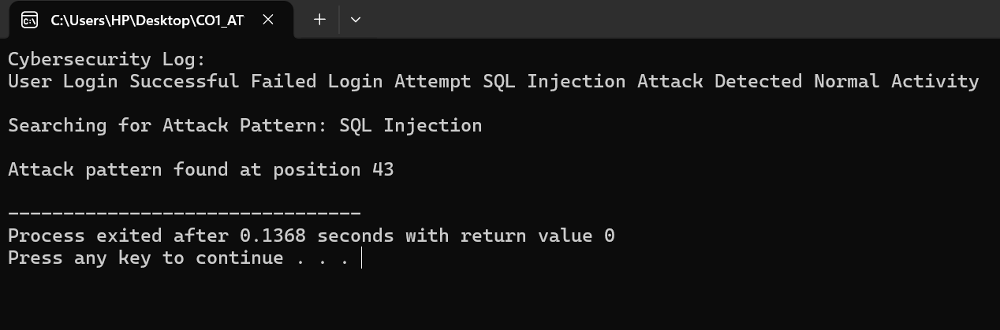 C:\Users\HP\Desktop\CO1_AT
Cybersecurity Log:
User Login Successful Failed Login Attempt SQL Injection Attack Detected Normal Activity
Searching for Attack Pattern: SQL Injection
Attack pattern found at position 43
--------------------------------
Process exited after 0.1368 seconds with return value 0
Press any key to continue . . .